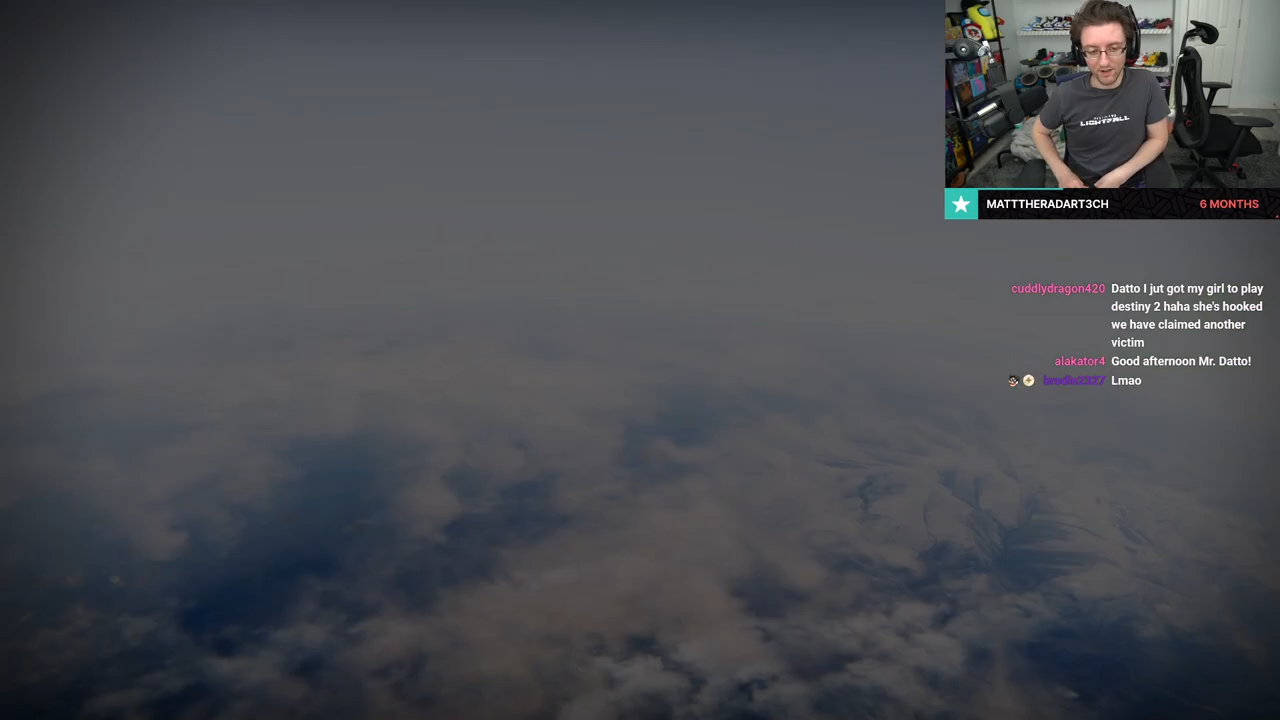 LIGHTFALL
MATTTHERADART3CH 6 MONTHS
cuddlydragon420 Datto I jut got my girl to play
destiny 2 haha she's hooked
we have claimed another
victim
alakator4 Good afternoon Mr. Datto!
Lmao